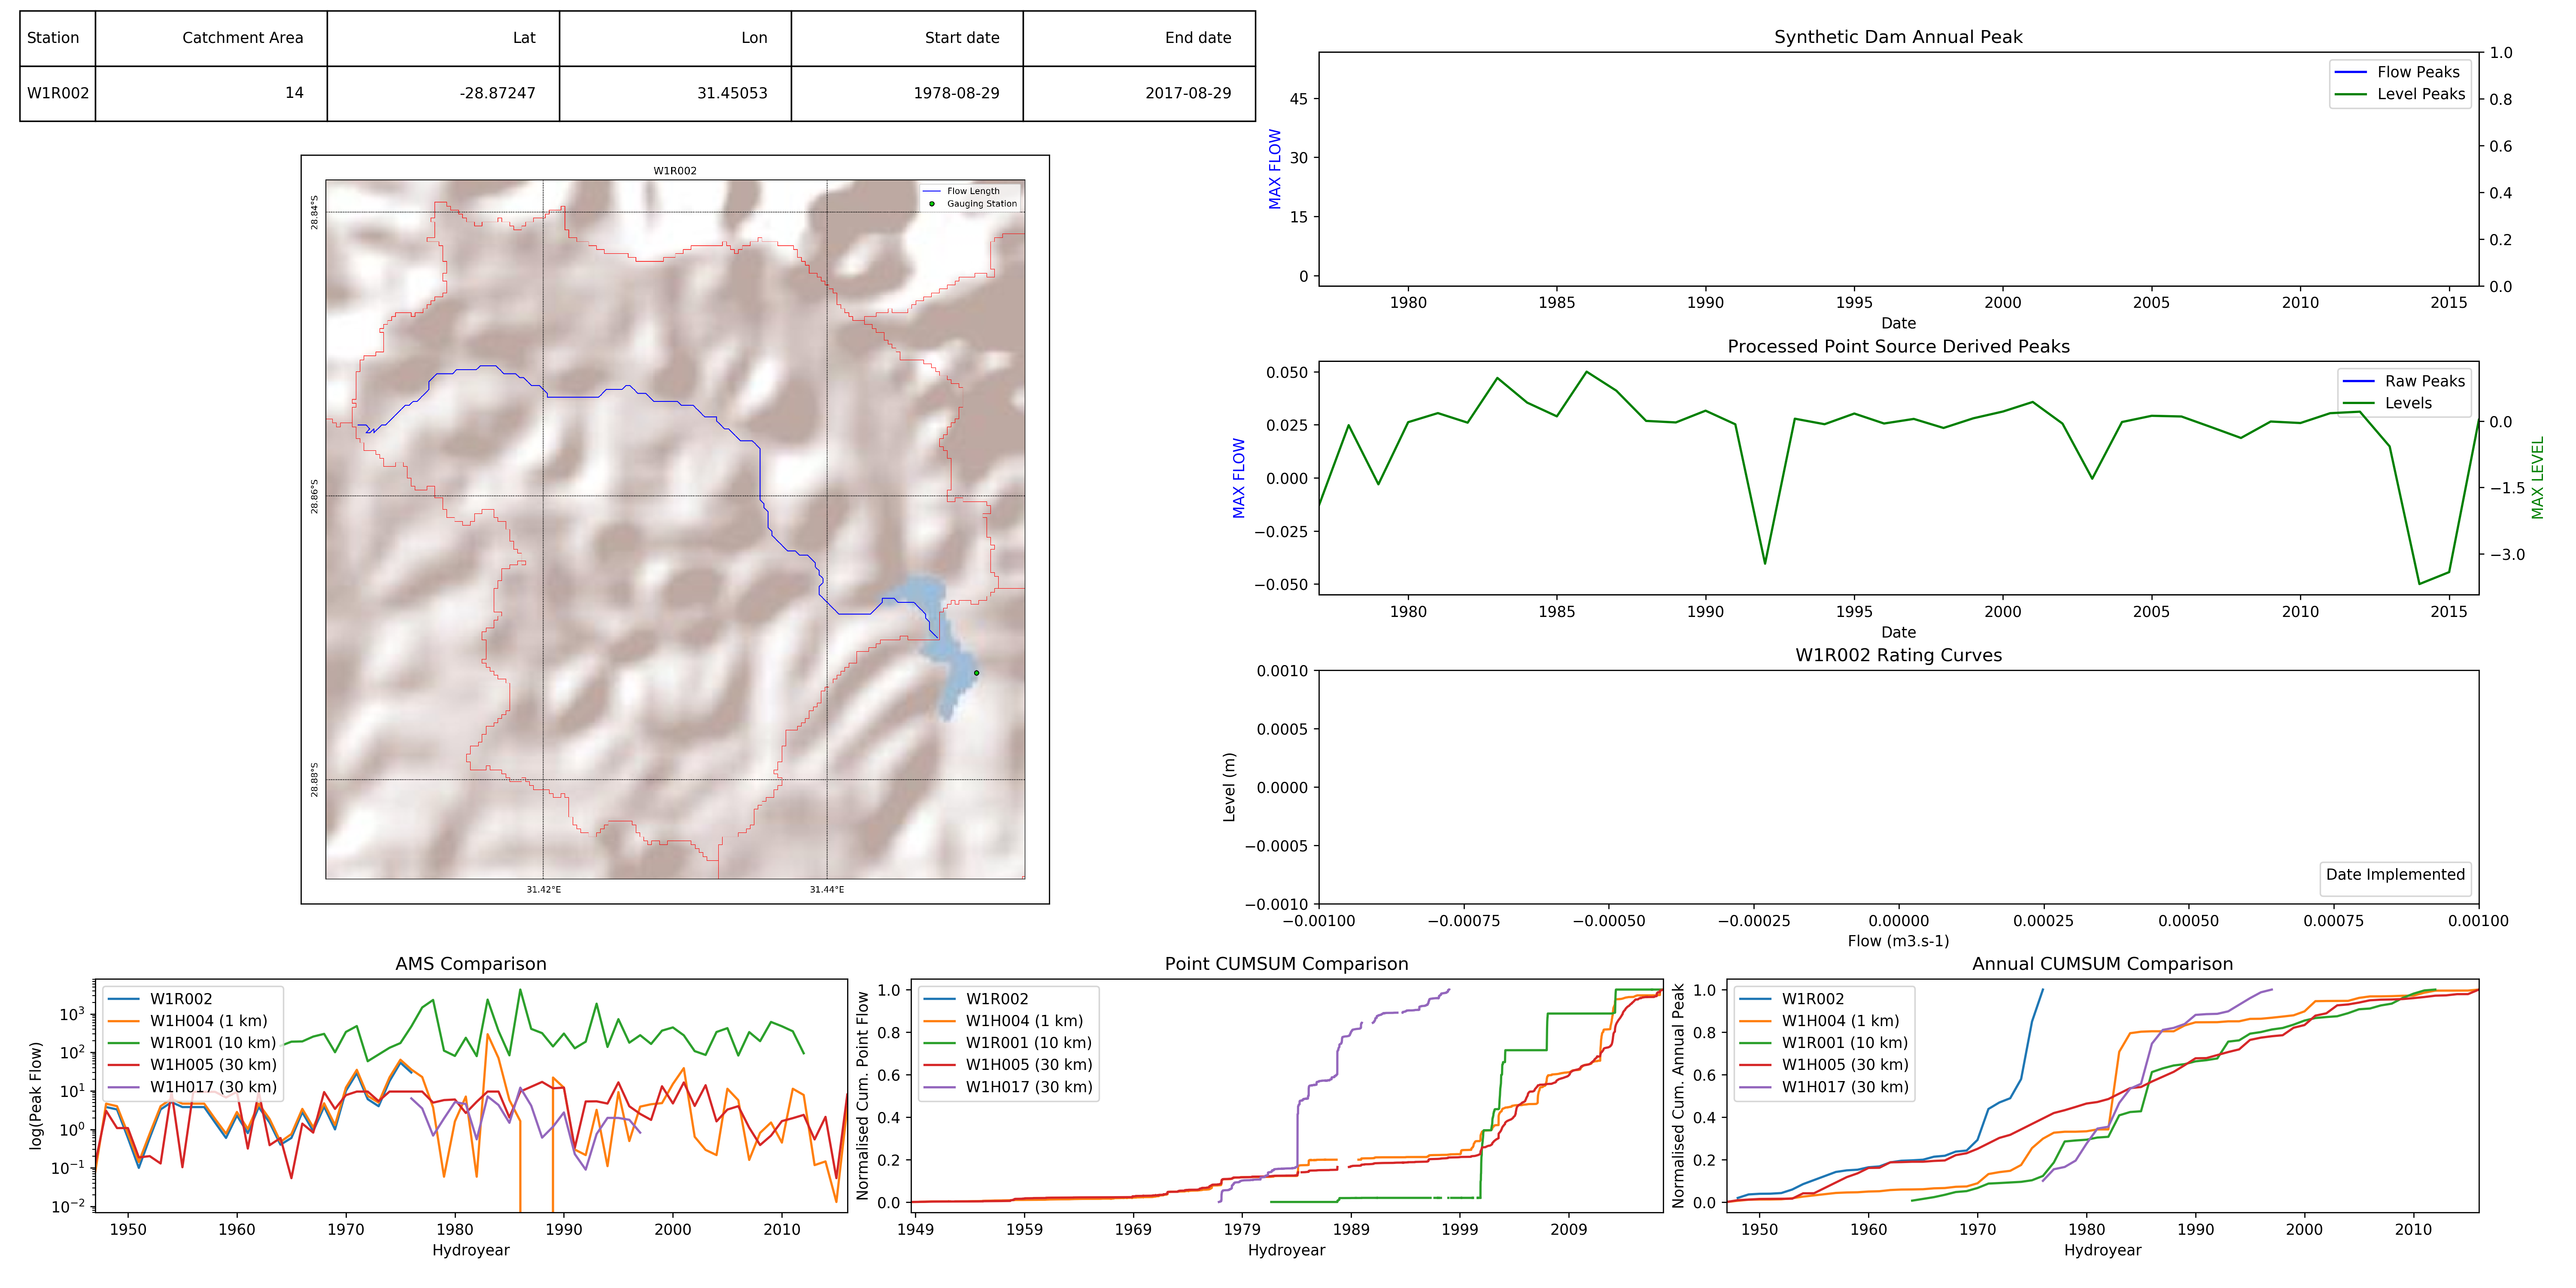 Station Catchment Area Lat Lon Start date End date
W1R002 14 -28.87247 31.45053 1978-08-29 2017-08-29
W1R002
Flow Length
Gauging Station
28.84°S
28.86°S
28.88°S
31.42°E 31.44°E
Synthetic Dam Annual Peak
Flow Peaks
Level Peaks
MAX FLOW
45
30
15
0
1.0
0.8
0.6
0.4
0.2
0.0
1980 1985 1990 1995 2000 2005 2010 2015
Date
Processed Point Source Derived Peaks
Raw Peaks
Levels
MAX FLOW
0.050
0.025
0.000
−0.025
−0.050
0.0
−1.5
−3.0
MAX LEVEL
1980 1985 1990 1995 2000 2005 2010 2015
Date
W1R002 Rating Curves
Level (m)
0.0010
0.0005
0.0000
−0.0005
−0.0010
Date Implemented
−0.00100 −0.00075 −0.00050 −0.00025 0.00000 0.00025 0.00050 0.00075 0.00100
Flow (m3.s-1)
AMS Comparison
W1R002
W1H004 (1 km)
W1R001 (10 km)
W1H005 (30 km)
W1H017 (30 km)
log(Peak Flow)
10³
10²
10¹
10⁰
10⁻¹
10⁻²
1950 1960 1970 1980 1990 2000 2010
Hydroyear
Point CUMSUM Comparison
W1R002
W1H004 (1 km)
W1R001 (10 km)
W1H005 (30 km)
W1H017 (30 km)
Normalised Cum. Point Flow
1.0
0.8
0.6
0.4
0.2
0.0
1949 1959 1969 1979 1989 1999 2009
Hydroyear
Annual CUMSUM Comparison
W1R002
W1H004 (1 km)
W1R001 (10 km)
W1H005 (30 km)
W1H017 (30 km)
Normalised Cum. Annual Peak
1.0
0.8
0.6
0.4
0.2
0.0
1950 1960 1970 1980 1990 2000 2010
Hydroyear